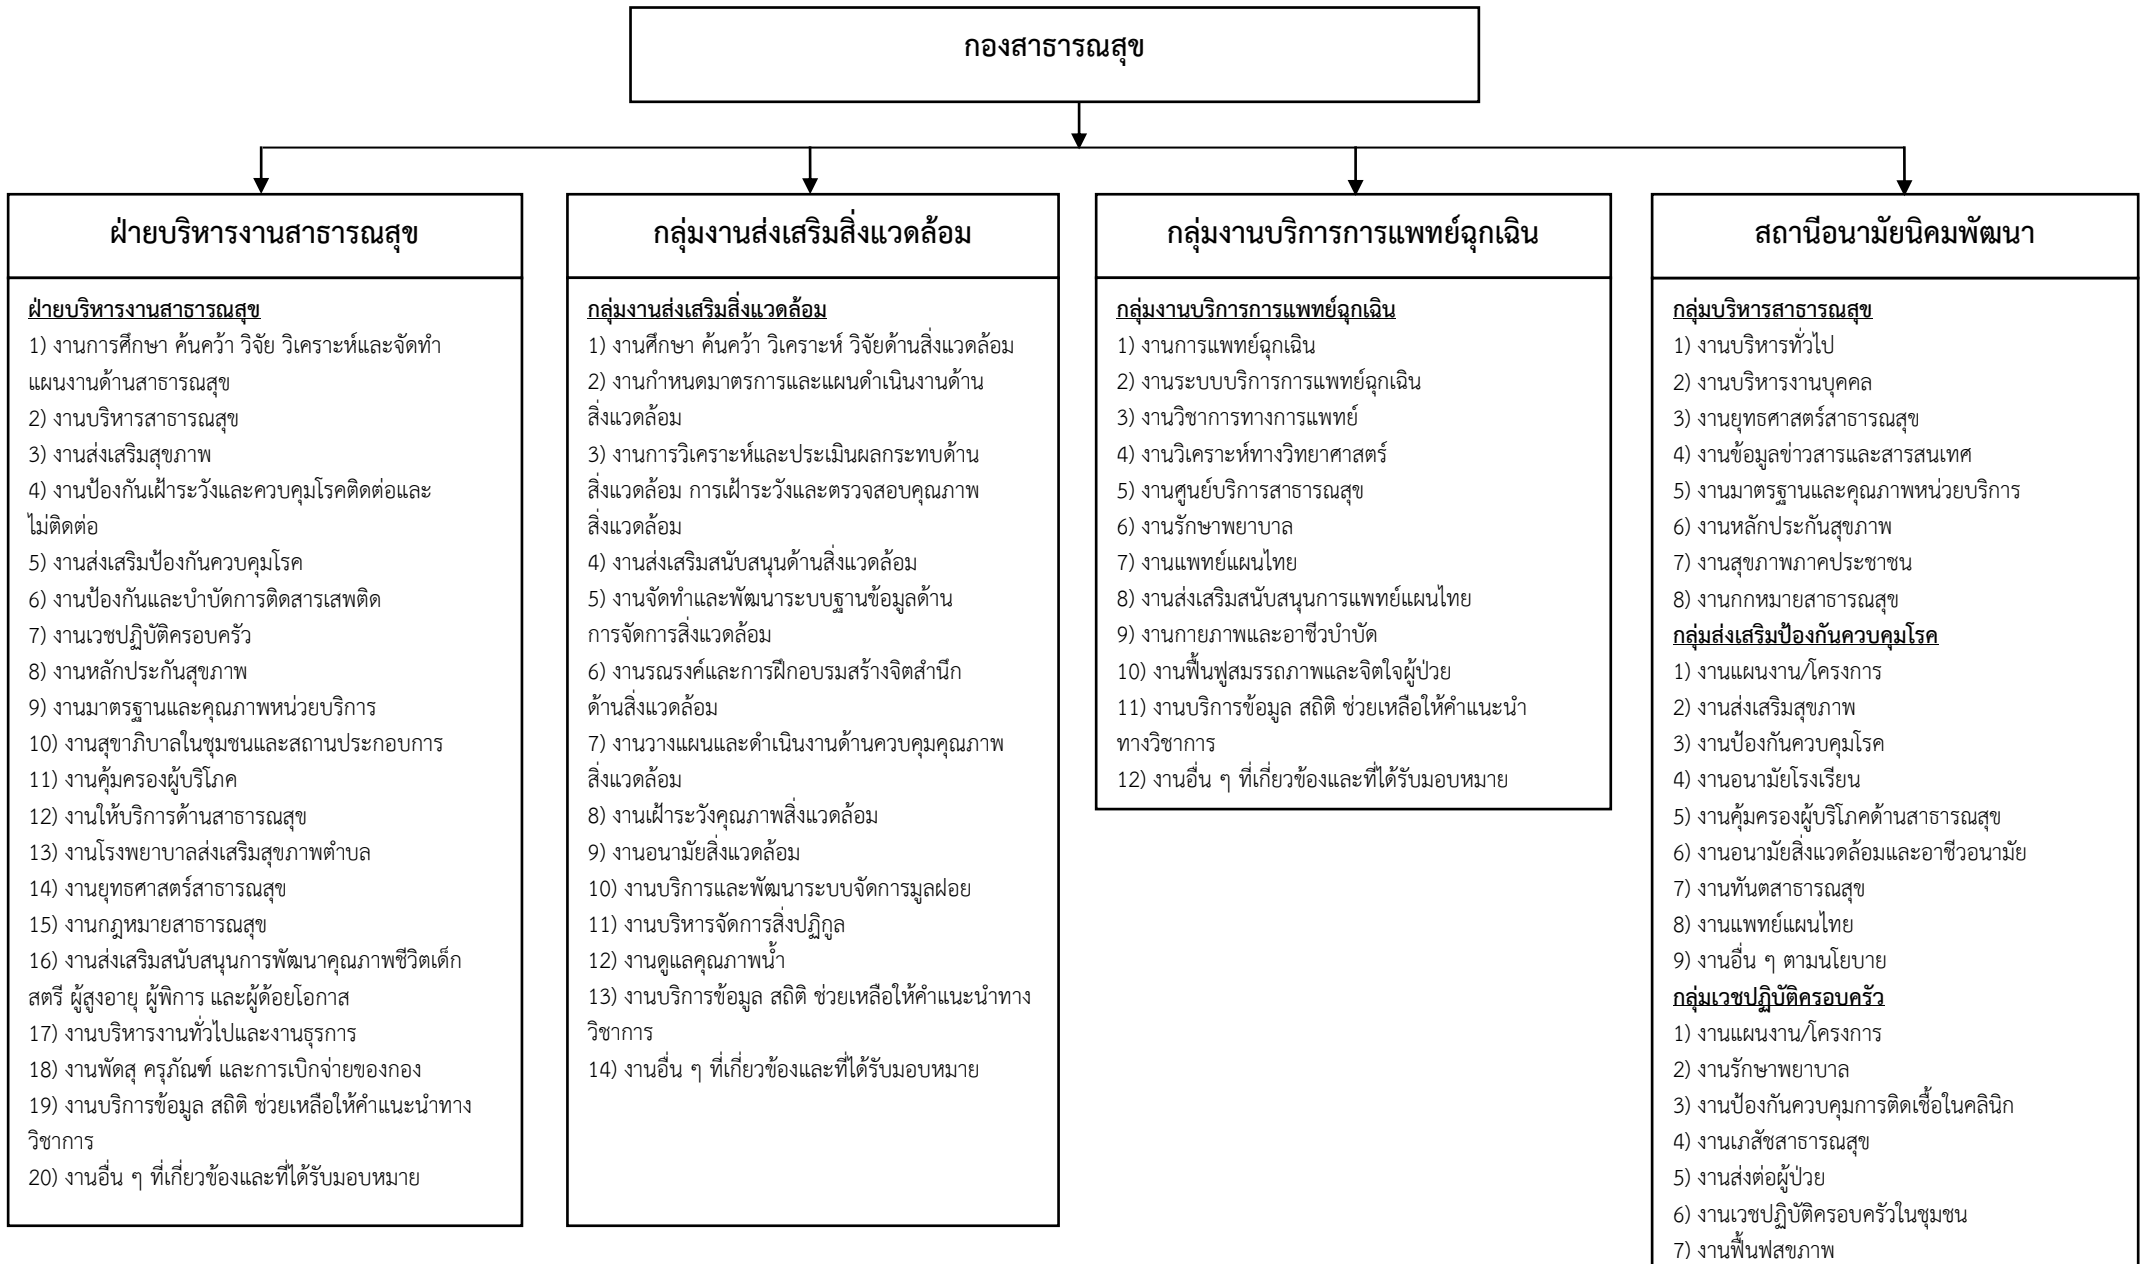 กองสาธารณสุข
ฝ่ายบริหารงานสาธารณสุข
ฝ่ายบริหารงานสาธารณสุข
1) งานการศึกษา ค้นคว้า วิจัย วิเคราะห์และจัดทำ
แผนงานด้านสาธารณสุข
2) งานบริหารสาธารณสุข
3) งานส่งเสริมสุขภาพ
4) งานป้องกันเฝ้าระวังและควบคุมโรคติดต่อและ
ไม่ติดต่อ
5) งานส่งเสริมป้องกันควบคุมโรค
6) งานป้องกันและบำบัดการติดสารเสพติด
7) งานเวชปฏิบัติครอบครัว
8) งานหลักประกันสุขภาพ
9) งานมาตรฐานและคุณภาพหน่วยบริการ
10) งานสุขาภิบาลในชุมชนและสถานประกอบการ
11) งานคุ้มครองผู้บริโภค
12) งานให้บริการด้านสาธารณสุข
13) งานโรงพยาบาลส่งเสริมสุขภาพตำบล
14) งานยุทธศาสตร์สาธารณสุข
15) งานกฎหมายสาธารณสุข
16) งานส่งเสริมสนับสนุนการพัฒนาคุณภาพชีวิตเด็ก
สตรี ผู้สูงอายุ ผู้พิการ และผู้ด้อยโอกาส
17) งานบริหารงานทั่วไปและงานธุรการ
18) งานพัดสุ ครุภัณฑ์ และการเบิกจ่ายของกอง
19) งานบริการข้อมูล สถิติ ช่วยเหลือให้คำแนะนำทาง
วิชาการ
20) งานอื่น ๆ ที่เกี่ยวข้องและที่ได้รับมอบหมาย
กลุ่มงานส่งเสริมสิ่งแวดล้อม
กลุ่มงานส่งเสริมสิ่งแวดล้อม
1) งานศึกษา ค้นคว้า วิเคราะห์ วิจัยด้านสิ่งแวดล้อม
2) งานกำหนดมาตรการและแผนดำเนินงานด้าน
สิ่งแวดล้อม
3) งานการวิเคราะห์และประเมินผลกระทบด้าน
สิ่งแวดล้อม การเฝ้าระวังและตรวจสอบคุณภาพ
สิ่งแวดล้อม
4) งานส่งเสริมสนับสนุนด้านสิ่งแวดล้อม
5) งานจัดทำและพัฒนาระบบฐานข้อมูลด้าน
การจัดการสิ่งแวดล้อม
6) งานรณรงค์และการฝึกอบรมสร้างจิตสำนึก
ด้านสิ่งแวดล้อม
7) งานวางแผนและดำเนินงานด้านควบคุมคุณภาพ
สิ่งแวดล้อม
8) งานเฝ้าระวังคุณภาพสิ่งแวดล้อม
9) งานอนามัยสิ่งแวดล้อม
10) งานบริการและพัฒนาระบบจัดการมูลฝอย
11) งานบริหารจัดการสิ่งปฏิกูล
12) งานดูแลคุณภาพน้ำ
13) งานบริการข้อมูล สถิติ ช่วยเหลือให้คำแนะนำทาง
วิชาการ
14) งานอื่น ๆ ที่เกี่ยวข้องและที่ได้รับมอบหมาย
กลุ่มงานบริการการแพทย์ฉุกเฉิน
กลุ่มงานบริการการแพทย์ฉุกเฉิน
1) งานการแพทย์ฉุกเฉิน
2) งานระบบบริการการแพทย์ฉุกเฉิน
3) งานวิชาการทางการแพทย์
4) งานวิเคราะห์ทางวิทยาศาสตร์
5) งานศูนย์บริการสาธารณสุข
6) งานรักษาพยาบาล
7) งานแพทย์แผนไทย
8) งานส่งเสริมสนับสนุนการแพทย์แผนไทย
9) งานกายภาพและอาชีวบำบัด
10) งานฟื้นฟูสมรรถภาพและจิตใจผู้ป่วย
11) งานบริการข้อมูล สถิติ ช่วยเหลือให้คำแนะนำ
ทางวิชาการ
12) งานอื่น ๆ ที่เกี่ยวข้องและที่ได้รับมอบหมาย
สถานีอนามัยนิคมพัฒนา
กลุ่มบริหารสาธารณสุข
1) งานบริหารทั่วไป
2) งานบริหารงานบุคคล
3) งานยุทธศาสตร์สาธารณสุข
4) งานข้อมูลข่าวสารและสารสนเทศ
5) งานมาตรฐานและคุณภาพหน่วยบริการ
6) งานหลักประกันสุขภาพ
7) งานสุขภาพภาคประชาชน
8) งานกกหมายสาธารณสุข
กลุ่มส่งเสริมป้องกันควบคุมโรค
1) งานแผนงาน/โครงการ
2) งานส่งเสริมสุขภาพ
3) งานป้องกันควบคุมโรค
4) งานอนามัยโรงเรียน
5) งานคุ้มครองผู้บริโภคด้านสาธารณสุข
6) งานอนามัยสิ่งแวดล้อมและอาชีวอนามัย
7) งานทันตสาธารณสุข
8) งานแพทย์แผนไทย
9) งานอื่น ๆ ตามนโยบาย
กลุ่มเวชปฏิบัติครอบครัว
1) งานแผนงาน/โครงการ
2) งานรักษาพยาบาล
3) งานป้องกันควบคุมการติดเชื้อในคลินิก
4) งานเภสัชสาธารณสุข
5) งานส่งต่อผู้ป่วย
6) งานเวชปฏิบัติครอบครัวในชุมชน
7) งานฟื้นฟูสุขภาพ